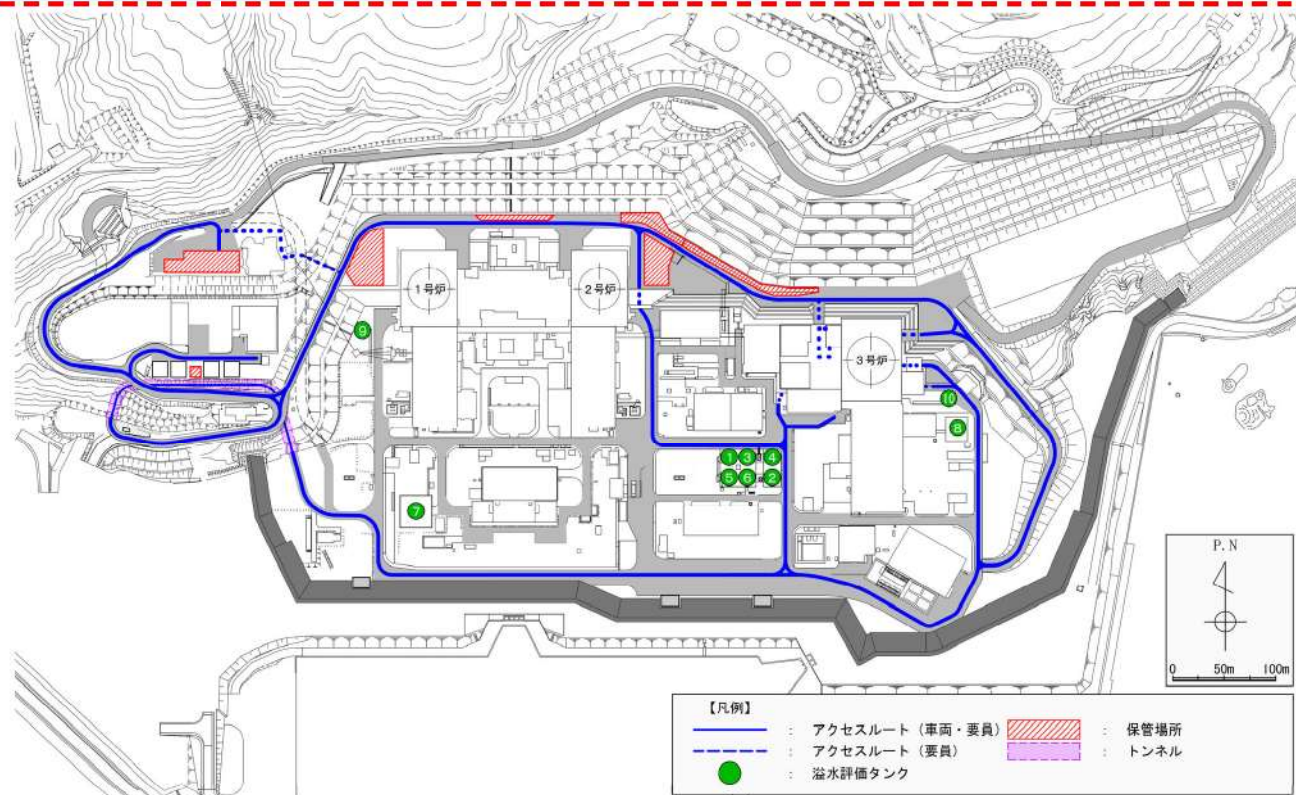 1号炉
2号炉
3号炉
9
10
8
1 3 4
5 6 2
7
P.N
0 50m 100m
【凡例】
: アクセスルート（車両・要員） : 保管場所
: アクセスルート（要員） : トンネル
: 溢水評価タンク